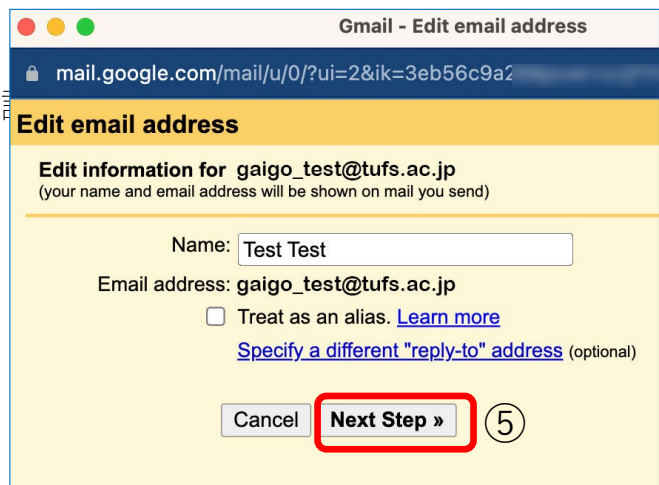 Gmail - Edit email address
mail.google.com/mail/u/0/?ui=2&ik=3eb56c9a2
Edit email address
Edit information for gaigo_test@tufs.ac.jp
(your name and email address will be shown on mail you send)
Name: Test Test
Email address: gaigo_test@tufs.ac.jp
Treat as an alias. Learn more
Specify a different "reply-to" address (optional)
Cancel Next Step » ⑤